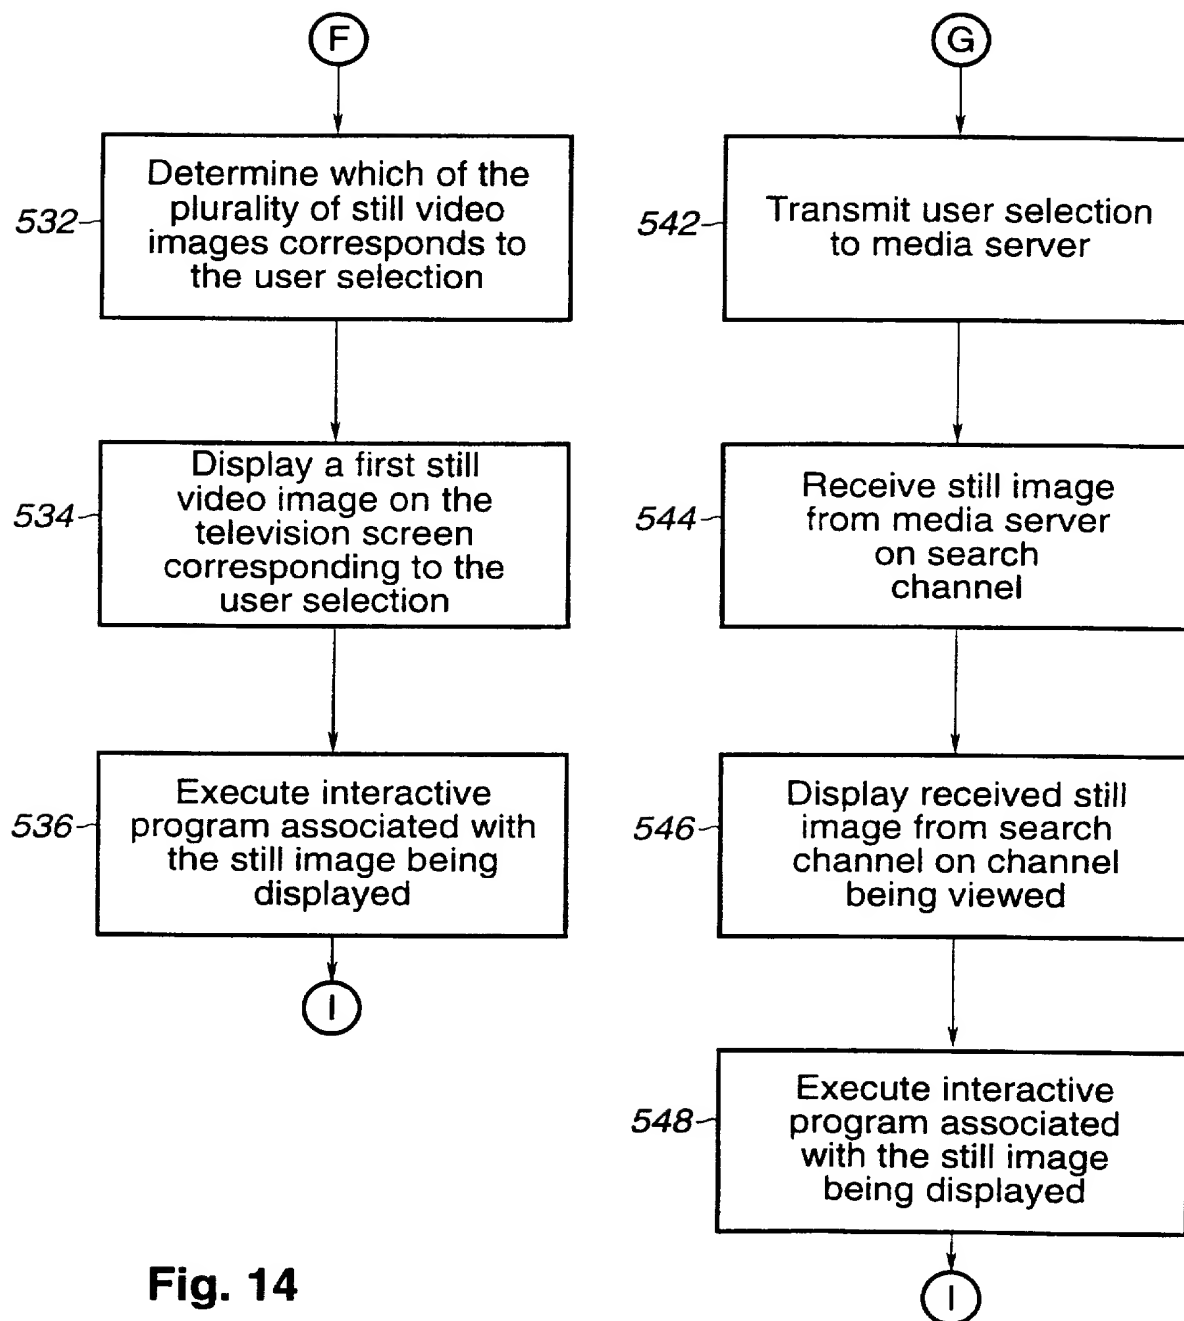 F
532
Determine which of the
plurality of still video
images corresponds to
the user selection
534
Display a first still
video image on the
television screen
corresponding to the
user selection
536
Execute interactive
program associated with
the still image being
displayed
I
G
542
Transmit user selection
to media server
544
Receive still image
from media server
on search
channel
546
Display received still
image from search
channel on channel
being viewed
548
Execute interactive
program associated
with the still image
being displayed
I
Fig. 14